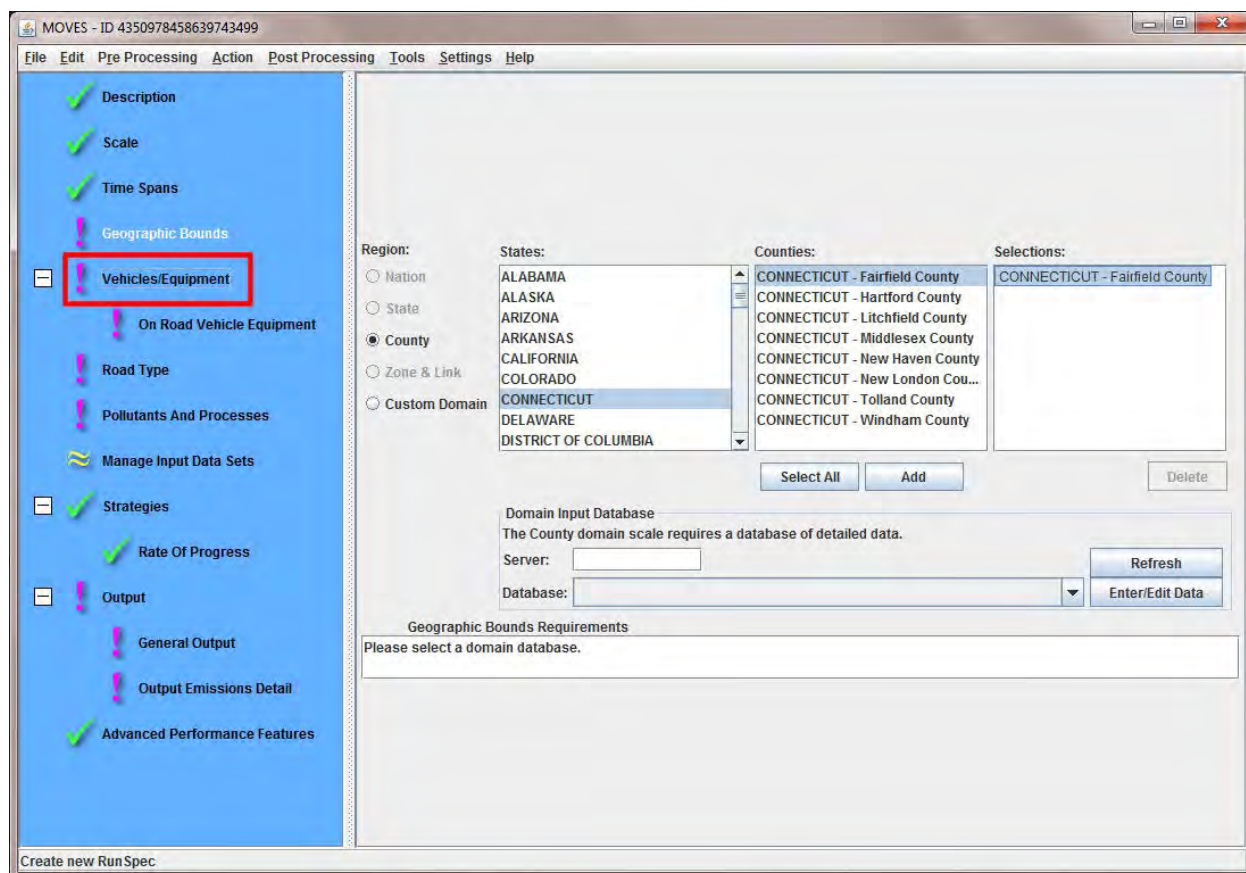 MOVES - ID 4350978458639743499
File Edit Pre Processing Action Post Processing Tools Settings Help
Description
Scale
Time Spans
Geographic Bounds
Vehicles/Equipment
On Road Vehicle Equipment
Road Type
Pollutants And Processes
Manage Input Data Sets
Strategies
Rate Of Progress
Output
General Output
Output Emissions Detail
Advanced Performance Features
Region:
Nation
State
County
Zone & Link
Custom Domain
States:
ALABAMA
ALASKA
ARIZONA
ARKANSAS
CALIFORNIA
COLORADO
CONNECTICUT
DELAWARE
DISTRICT OF COLUMBIA
Counties:
CONNECTICUT - Fairfield County
CONNECTICUT - Hartford County
CONNECTICUT - Litchfield County
CONNECTICUT - Middlesex County
CONNECTICUT - New Haven County
CONNECTICUT - New London Cou...
CONNECTICUT - Tolland County
CONNECTICUT - Windham County
Selections:
CONNECTICUT - Fairfield County
Select All
Add
Delete
Domain Input Database
The County domain scale requires a database of detailed data.
Server:
Refresh
Database:
Enter/Edit Data
Geographic Bounds Requirements
Please select a domain database.
Create new RunSpec